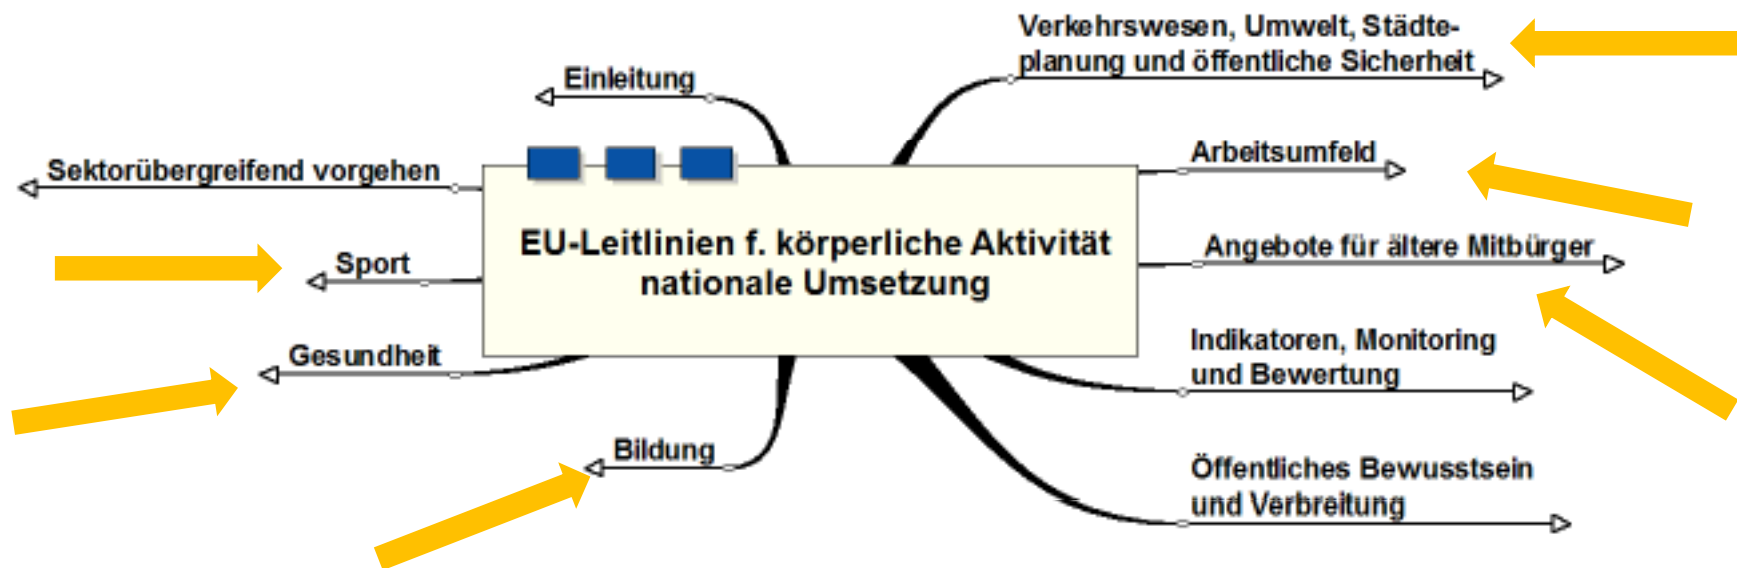 Einleitung
Sektorübergreifend vorgehen
Sport
Gesundheit
Bildung
EU-Leitlinien f. körperliche Aktivität
nationale Umsetzung
Verkehrswesen, Umwelt, Städte-
planung und öffentliche Sicherheit
Arbeitsumfeld
Angebote für ältere Mitbürger
Indikatoren, Monitoring
und Bewertung
Öffentliches Bewusstsein
und Verbreitung